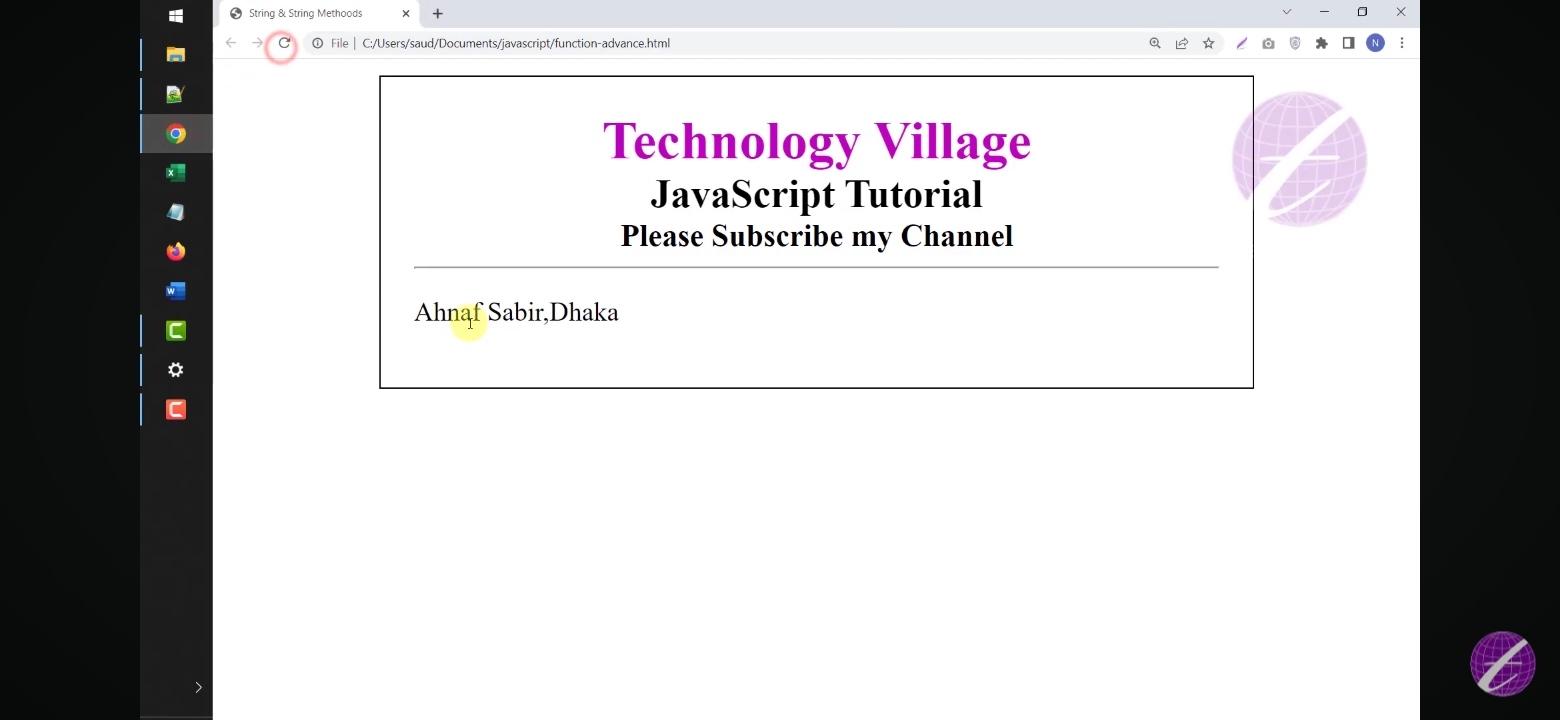 String & String Methoods
File
C:/Users/saud/Documents/javascript/function-advance.html
N
Technology Village
JavaScript Tutorial
Please Subscribe my Channel
Ahnaf Sabir,Dhaka